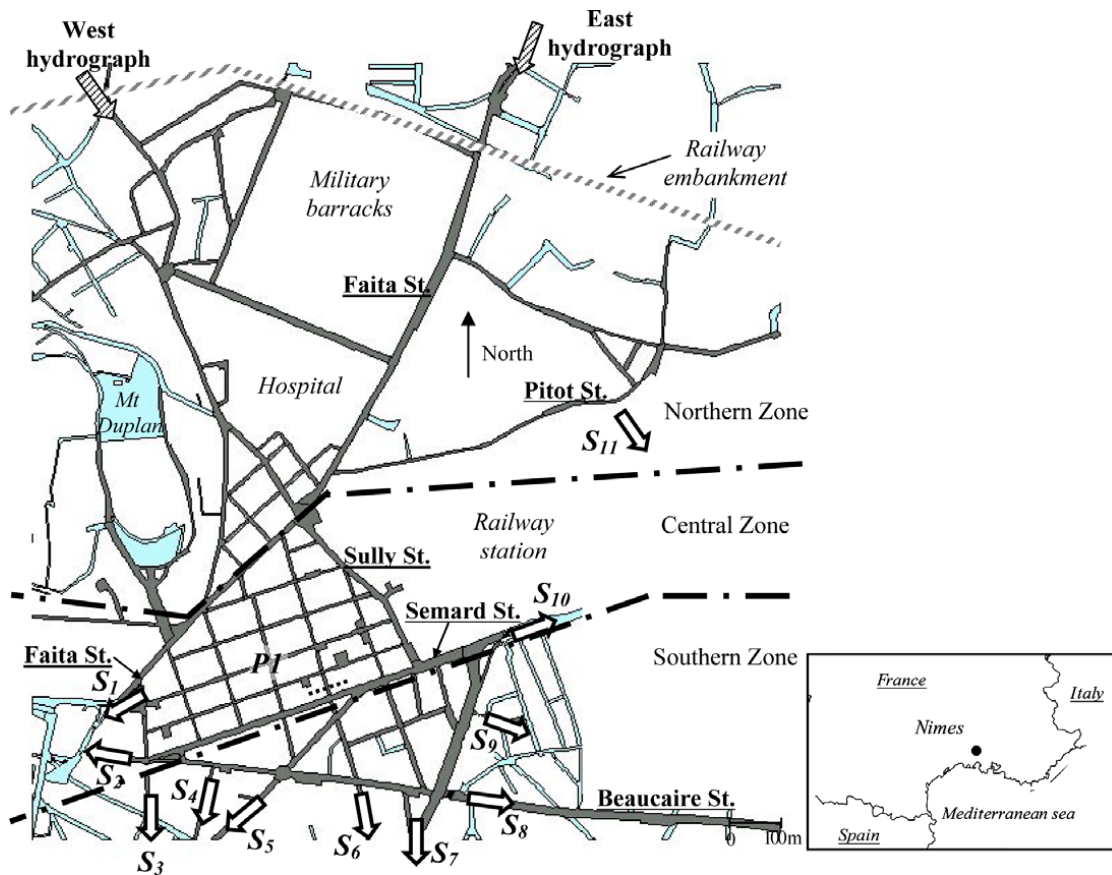 West
hydrograph
East
hydrograph
Railway
embankment
Military
barracks
Faita St.
North
Hospital
Pitot St.
Northern Zone
Mt
Duplan
S11
Railway
station
Central Zone
Sully St.
S10
Semard St.
Southern Zone
Faita St.
P1
S1
S9
S2
S4
S8
Beaucaire St.
S3
S5
S6
S7
0 100m
France
Italy
Nimes
Mediterranean sea
Spain